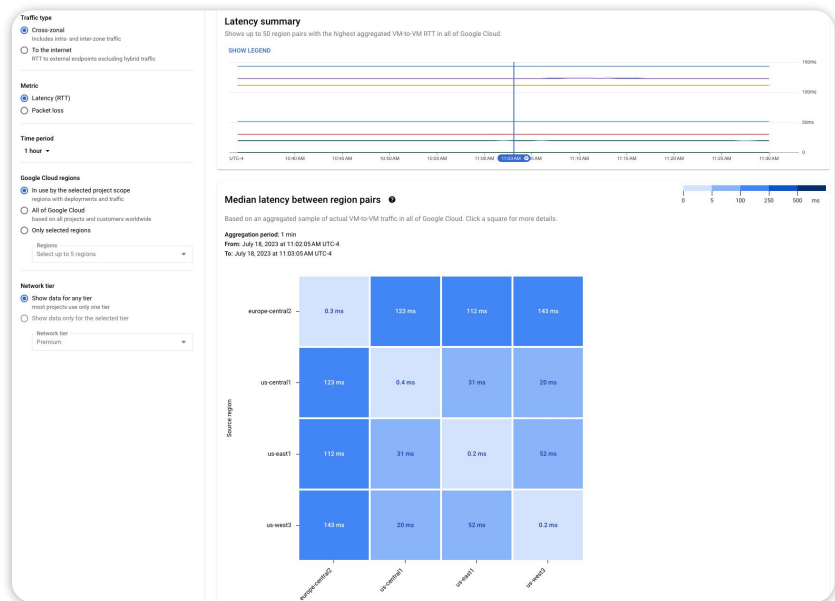 Traffic type
Cross-zonal
Includes intra- and inter-zone traffic
To the internet
RTT to external endpoints excluding hybrid traffic
Metric
Latency (RTT)
Packet loss
Time period
1 hour
Google Cloud regions
In use by the selected project scope
regions with deployments and traffic
All of Google Cloud
based on all projects and customers worldwide
Only selected regions
Regions
Select up to 5 regions
Network tier
Show data for any tier
most projects use only one tier
Show data only for the selected tier
Network tier
Premium
Latency summary
Shows up to 50 region pairs with the highest aggregated VM-to-VM RTT in all of Google Cloud.
SHOW LEGEND
150ms
100ms
50ms
0
UTC-4 10:40 AM 10:45 AM 10:50 AM 10:55 AM 11:00 AM 11:03 AM 5 AM 11:10 AM 11:15 AM 11:20 AM 11:25 AM 11:30 AM
Median latency between region pairs
0 5 100 250 500 ms
Based on an aggregated sample of actual VM-to-VM traffic in all of Google Cloud. Click a square for more details.
Aggregation period: 1 min
From: July 18, 2023 at 11:02:05 AM UTC-4
To: July 18, 2023 at 11:03:05 AM UTC-4
Source region
europe-central2 0.3 ms 123 ms 112 ms 143 ms
us-central1 123 ms 0.4 ms 31 ms 20 ms
us-east1 112 ms 31 ms 0.2 ms 52 ms
us-west3 143 ms 20 ms 52 ms 0.2 ms
europe-central2 us-central1 us-east1 us-west3